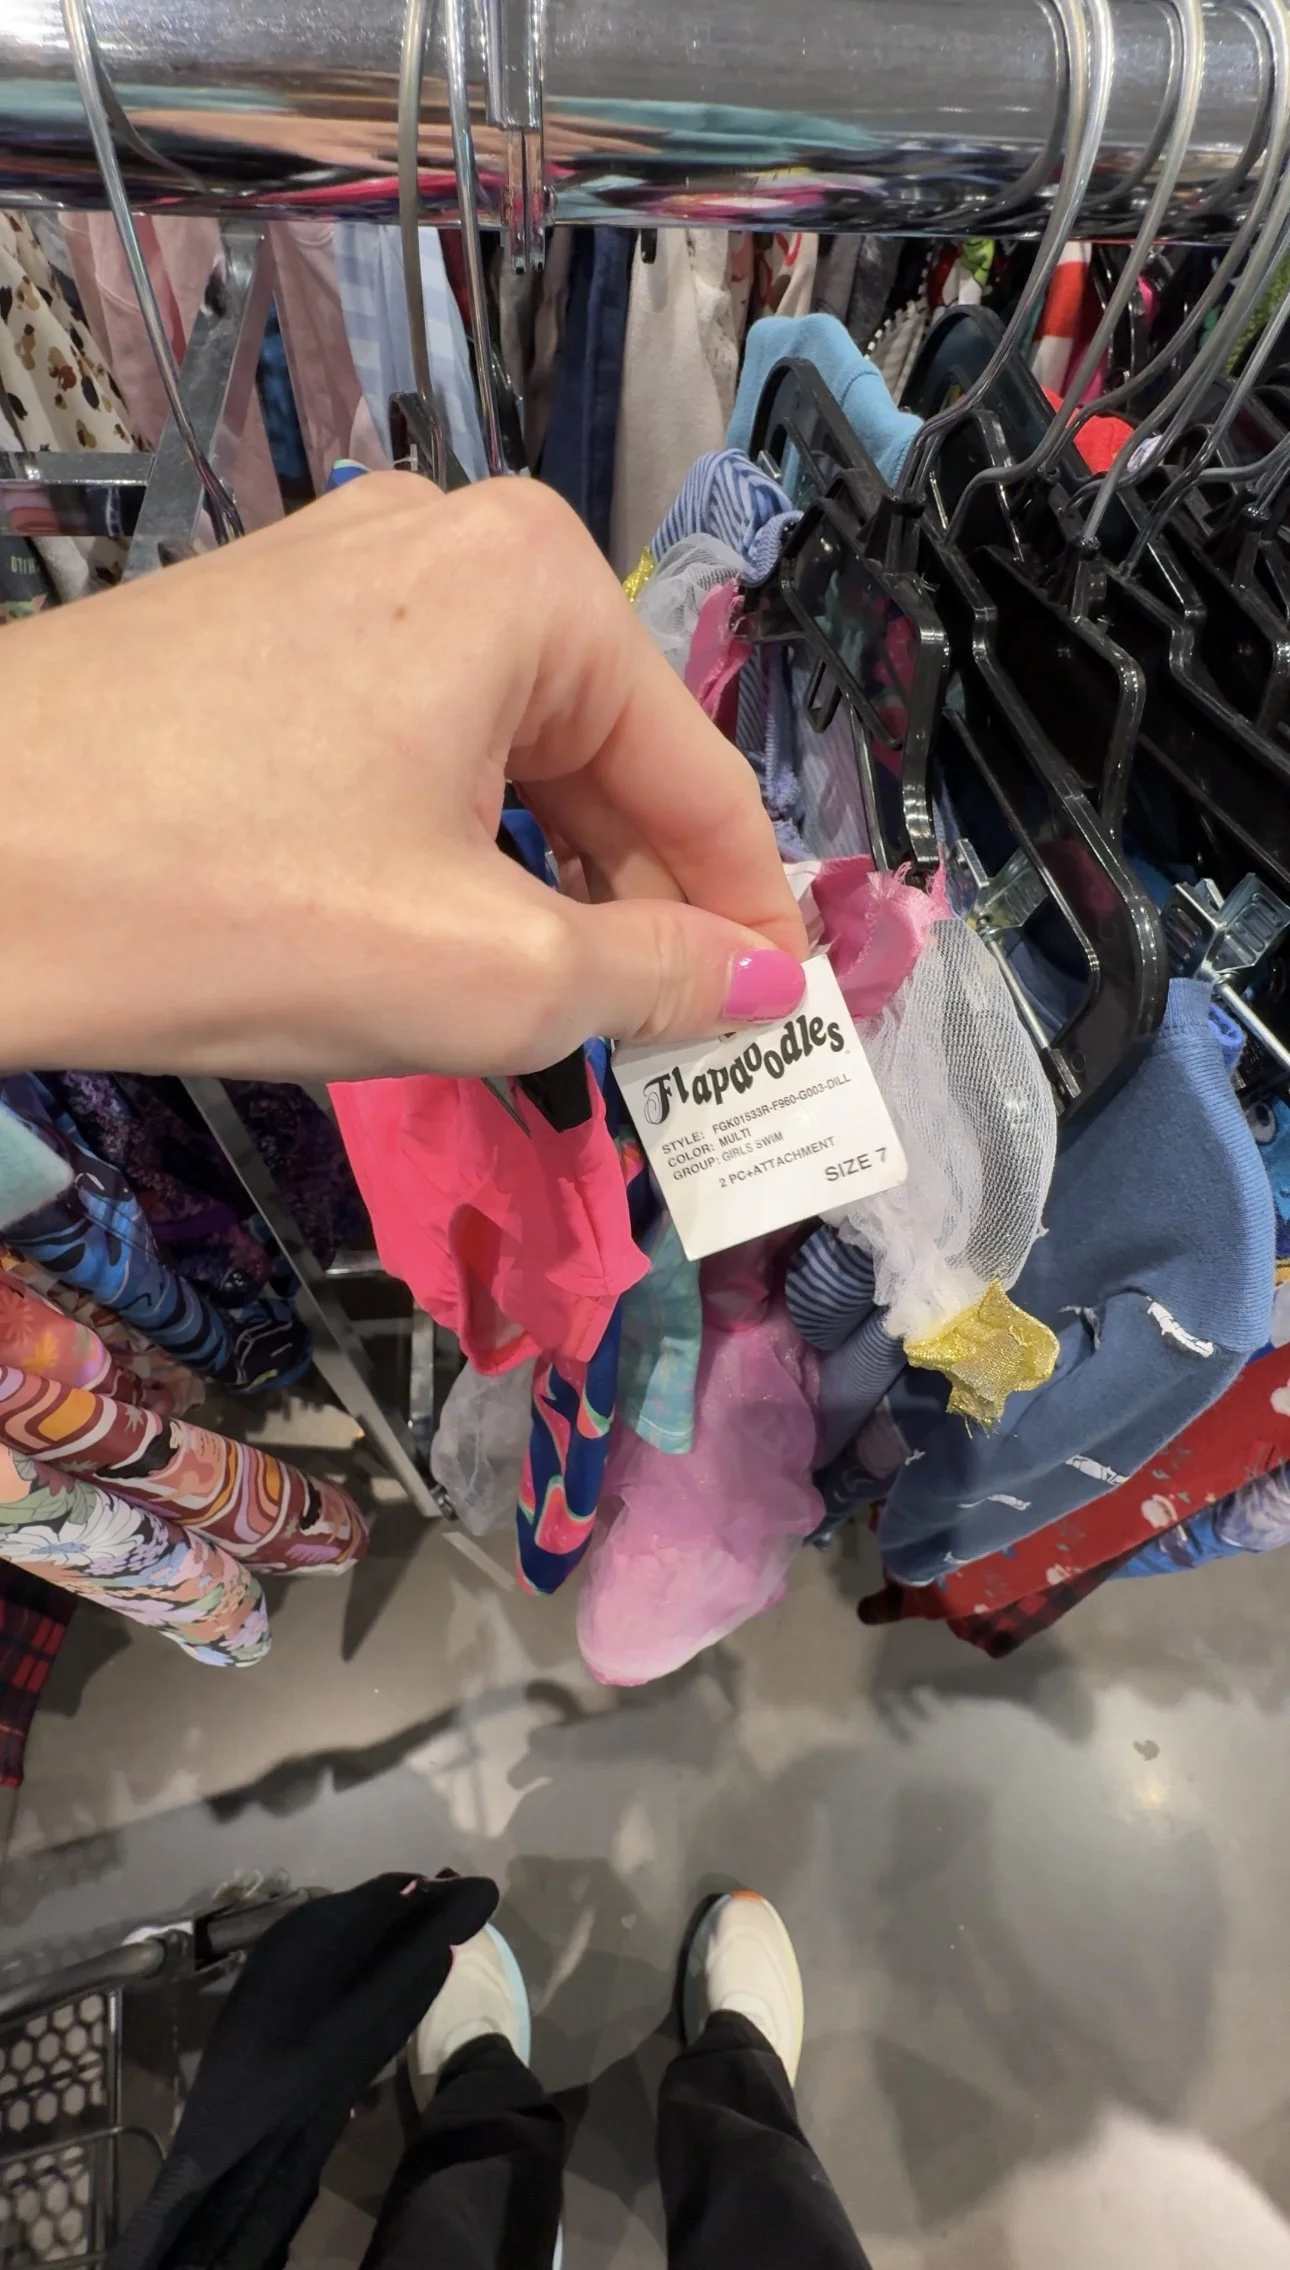 Flapdoodles
STYLE: FGK01533R-F960-G003-DILL
COLOR: MULTI
GROUP: GIRLS SWIM
2 PC+ATTACHMENT
SIZE 7